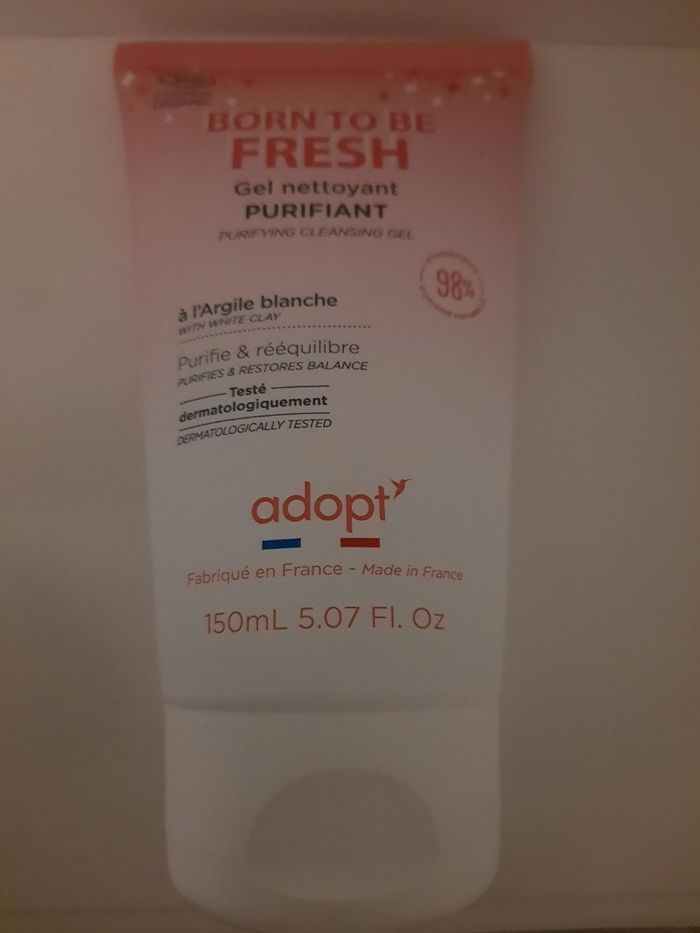 ORGANIC
BORN TO BE
FRESH
Gel nettoyant
PURIFIANT
PURIFYING CLEANSING GEL
98%
à l'Argile blanche
WITH WHITE CLAY
Purifie & rééquilibre
PURIFIES & RESTORES BALANCE
Testé
dermatologiquement
DERMATOLOGICALLY TESTED
adopt'
Fabriqué en France - Made in France
150mL 5.07 Fl. Oz